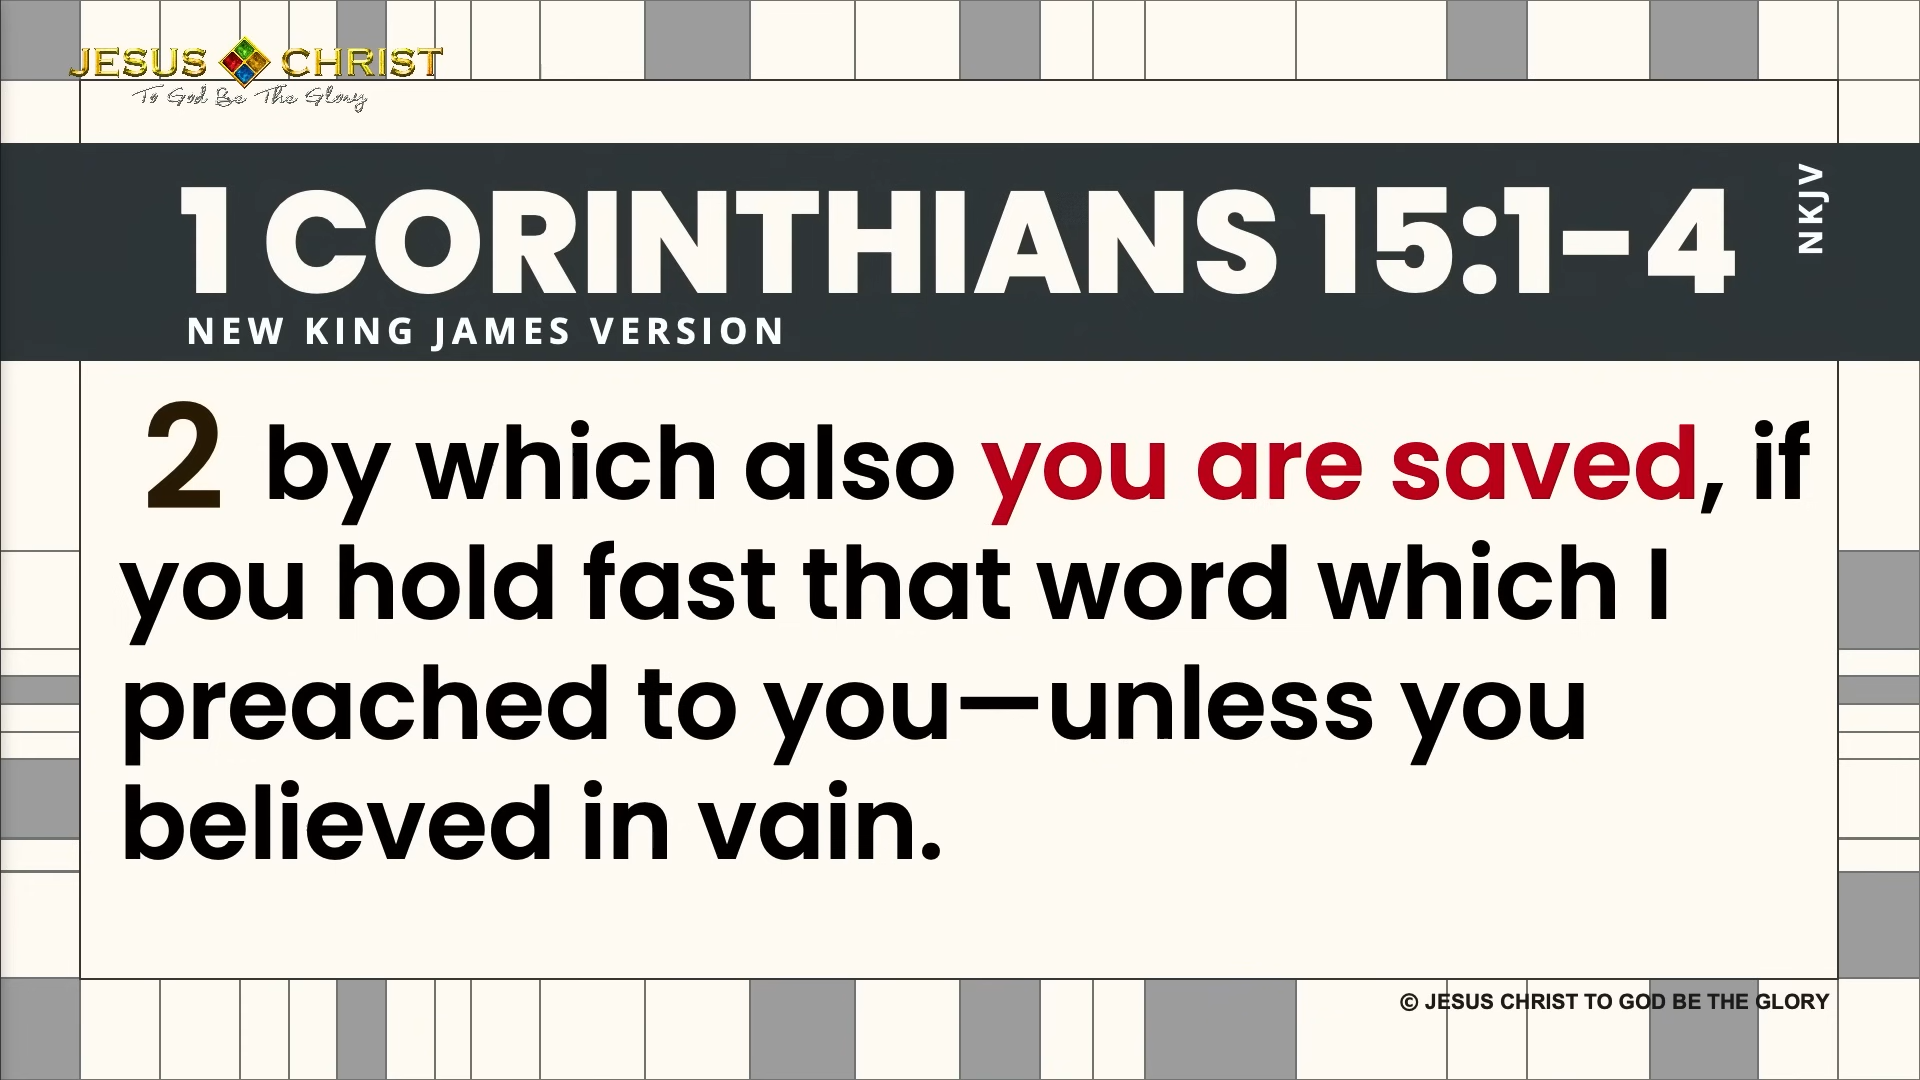 JESUS CHRIST
To God Be The Glory
1 CORINTHIANS 15:1-4
NKJV
NEW KING JAMES VERSION
2 by which also you are saved, if
you hold fast that word which I
preached to you—unless you
believed in vain.
© JESUS CHRIST TO GOD BE THE GLORY